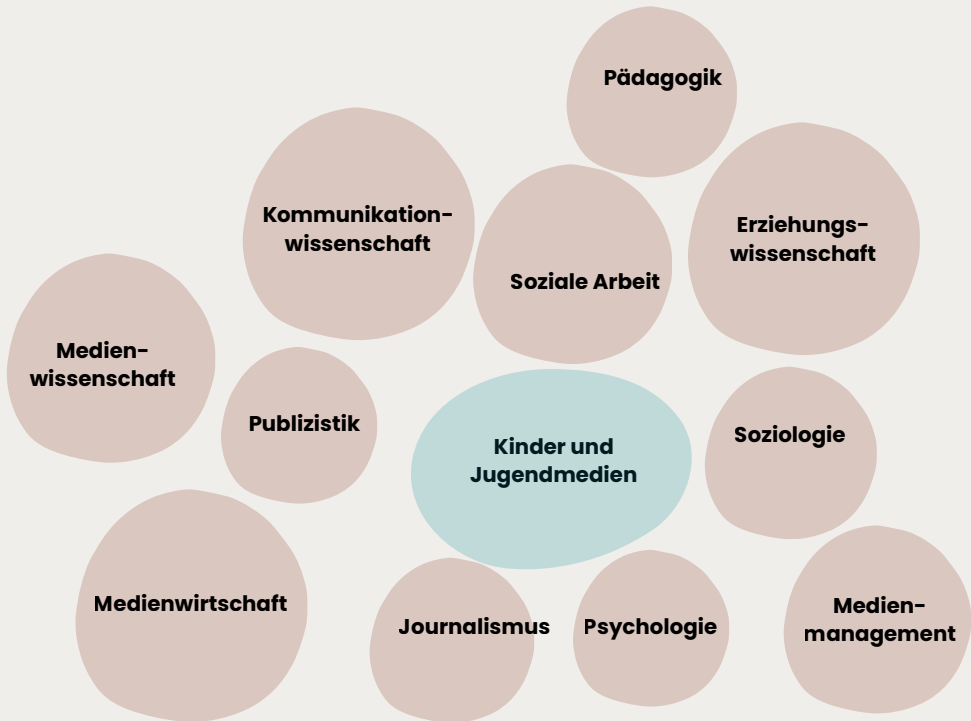 Pädagogik
Kommunikation-
wissenschaft
Erziehungs-
wissenschaft
Soziale Arbeit
Medien-
wissenschaft
Publizistik
Kinder und
Jugendmedien
Soziologie
Medienwirtschaft
Journalismus
Psychologie
Medien-
management